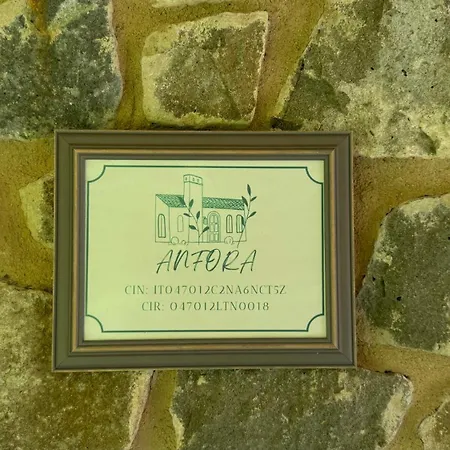 ANFORA
CIN: IT047012C2NA6NCT5Z
CIR: 047012LTN0018